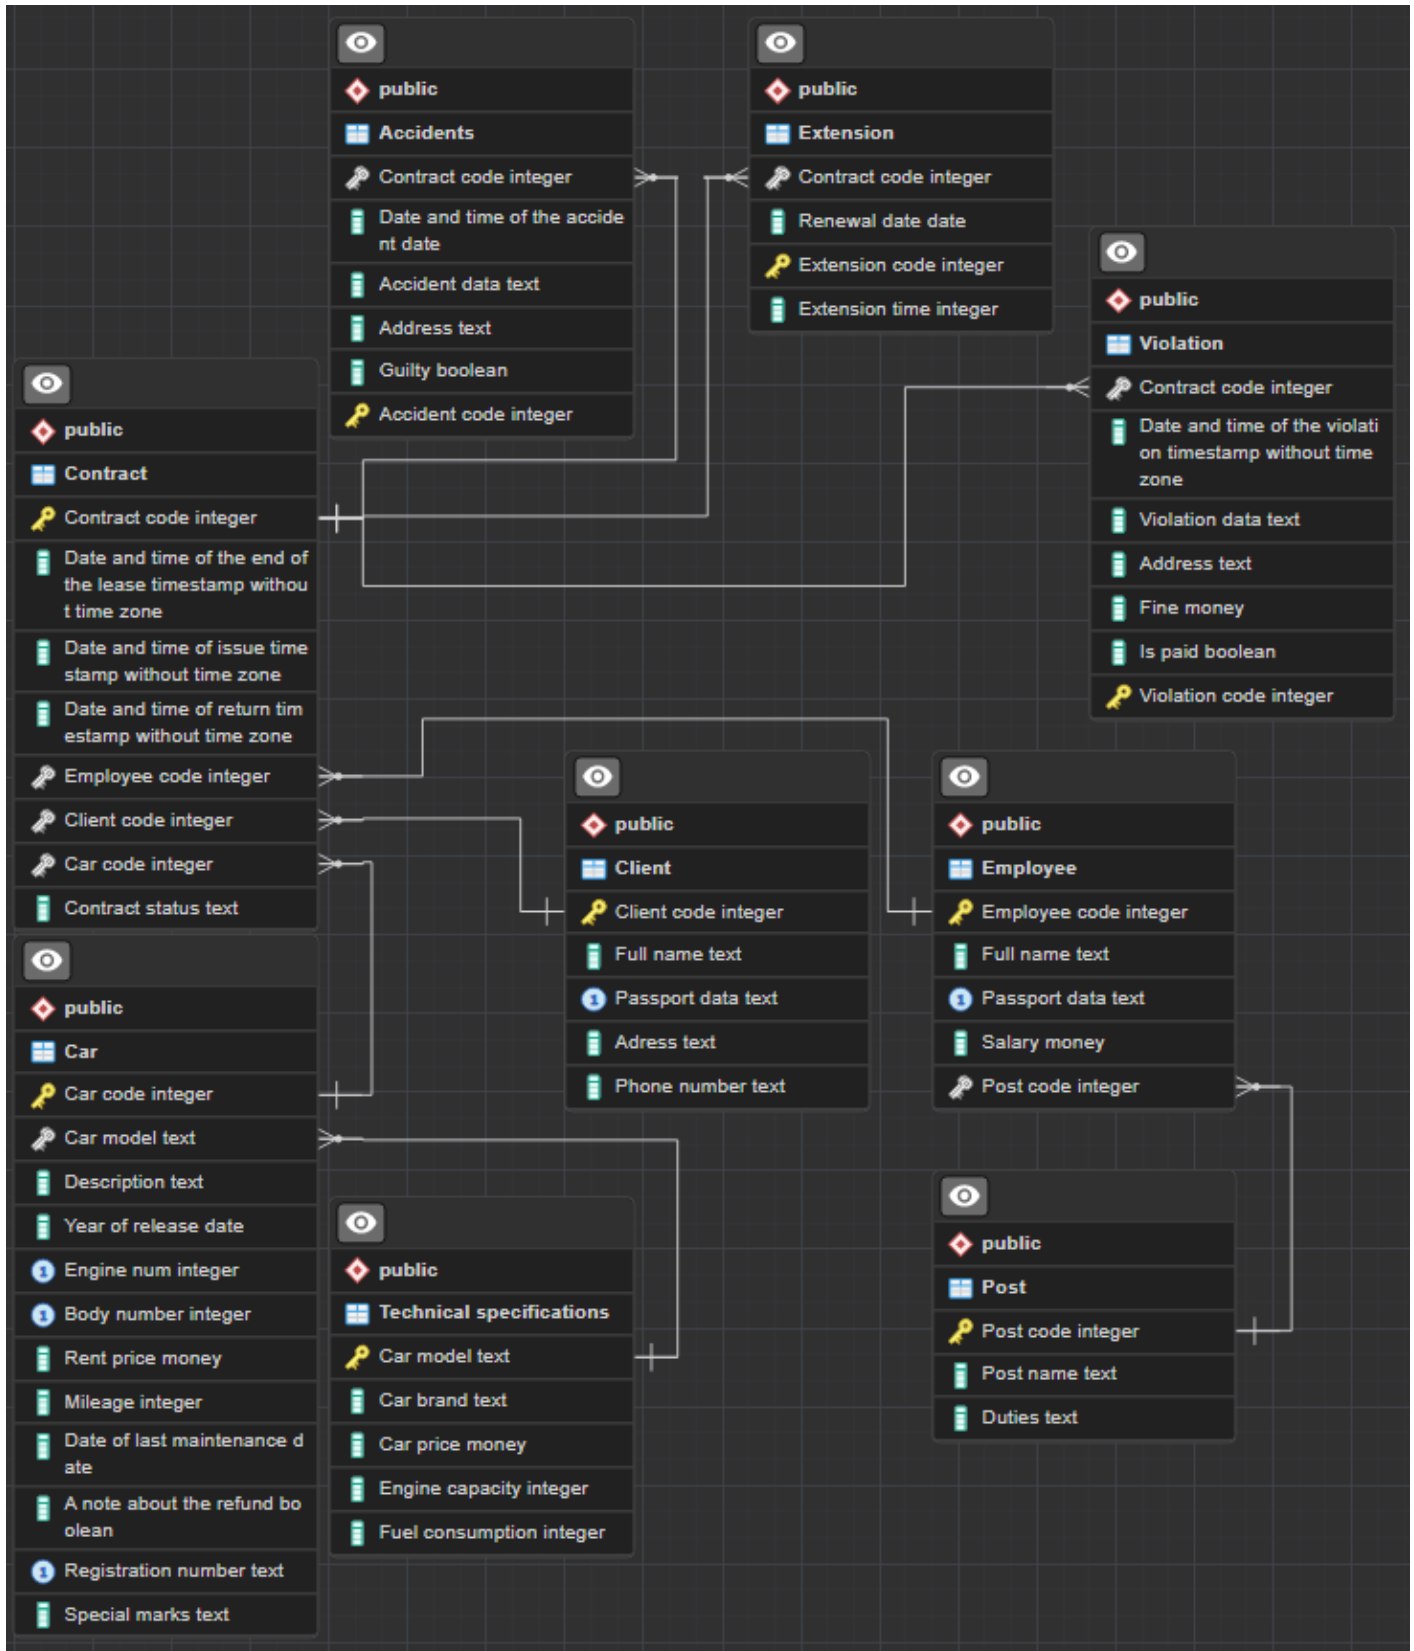 public
Accidents
Contract code integer
Date and time of the accide
nt date
Accident data text
Address text
Guilty boolean
Accident code integer
public
Extension
Contract code integer
Renewal date date
Extension code integer
Extension time integer
public
Violation
Contract code integer
Date and time of the violati
on timestamp without time
zone
Violation data text
Address text
Fine money
Is paid boolean
Violation code integer
public
Contract
Contract code integer
Date and time of the end of
the lease timestamp withou
t time zone
Date and time of issue time
stamp without time zone
Date and time of return tim
estamp without time zone
Employee code integer
Client code integer
Car code integer
Contract status text
public
Client
Client code integer
Full name text
Passport data text
Adress text
Phone number text
public
Employee
Employee code integer
Full name text
Passport data text
Salary money
Post code integer
public
Car
Car code integer
Car model text
Description text
Year of release date
Engine num integer
Body number integer
Rent price money
Mileage integer
Date of last maintenance d
ate
A note about the refund bo
olean
Registration number text
Special marks text
public
Technical specifications
Car model text
Car brand text
Car price money
Engine capacity integer
Fuel consumption integer
public
Post
Post code integer
Post name text
Duties text